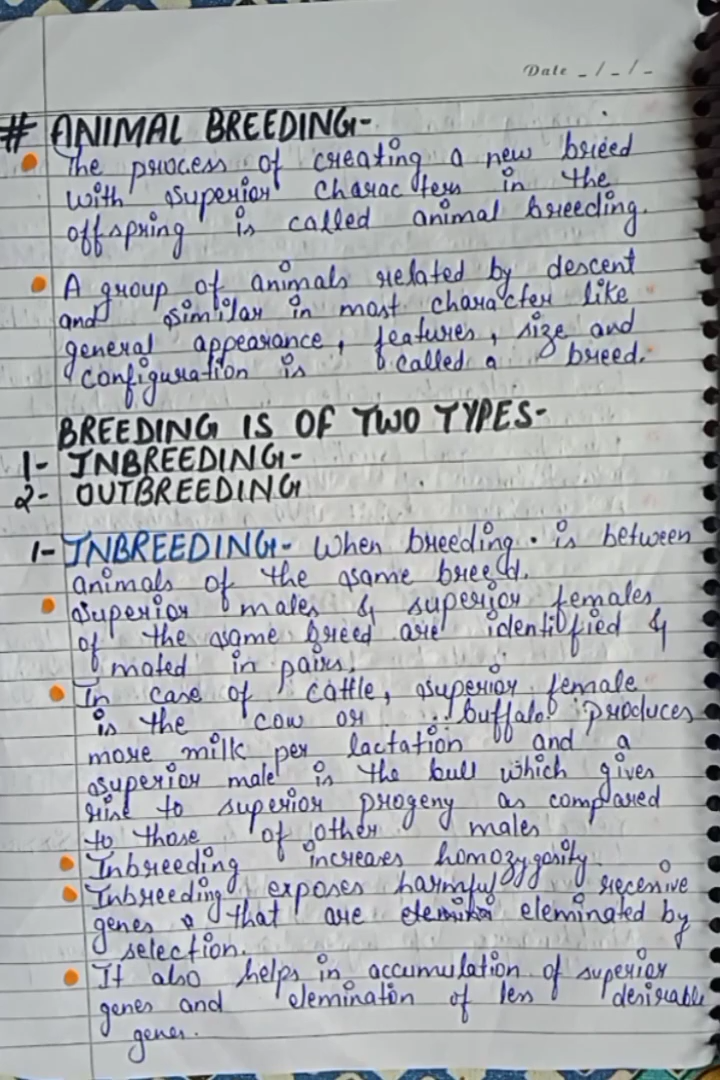 Date _ / _ / _
# ANIMAL BREEDING:-
The process of creating a new breed
with superior characters in the
offspring is called animal breeding.
A group of animals related by descent
and similar in most character like
general appearance, features, size and
configuration is called a breed.
BREEDING IS OF TWO TYPES-
1- INBREEDING:-
2- OUTBREEDING
1- INBREEDING:- When breeding is between
animals of the same breed.
Superior males & superior females
of the same breed are identified &
mated in pairs.
In case of cattle, superior female
is the cow or buffalo produces
more milk per lactation and a
superior male is the bull which gives
rise to superior progeny as compared
to those of other males
Inbreeding increases homozygosity.
Inbreeding exposes harmful recessive
genes that are eleminated by
selection.
It also helps in accumulation of superior
genes and elemination of less desirable
genes.